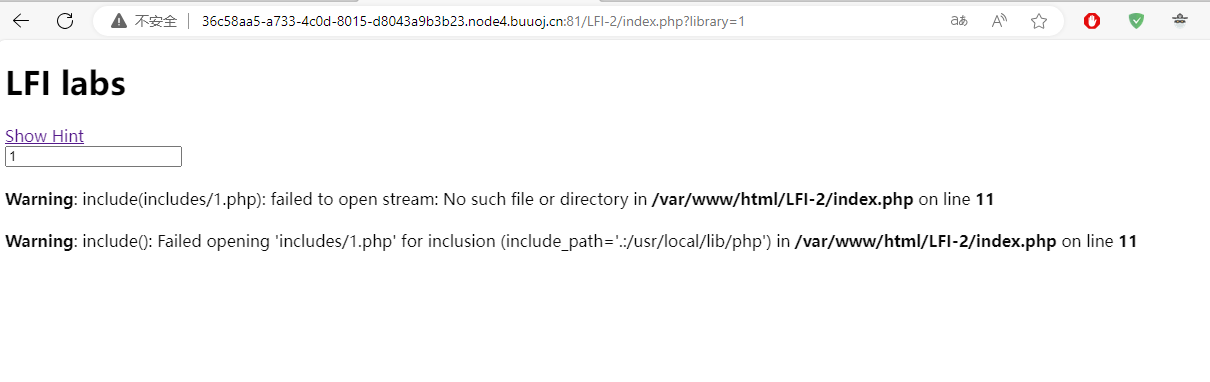 不安全 36c58aa5-a733-4c0d-8015-d8043a9b3b23.node4.buuoj.cn:81/LFI-2/index.php?library=1
LFI labs
Show Hint
1
Warning: include(includes/1.php): failed to open stream: No such file or directory in /var/www/html/LFI-2/index.php on line 11
Warning: include(): Failed opening 'includes/1.php' for inclusion (include_path='.:/usr/local/lib/php') in /var/www/html/LFI-2/index.php on line 11